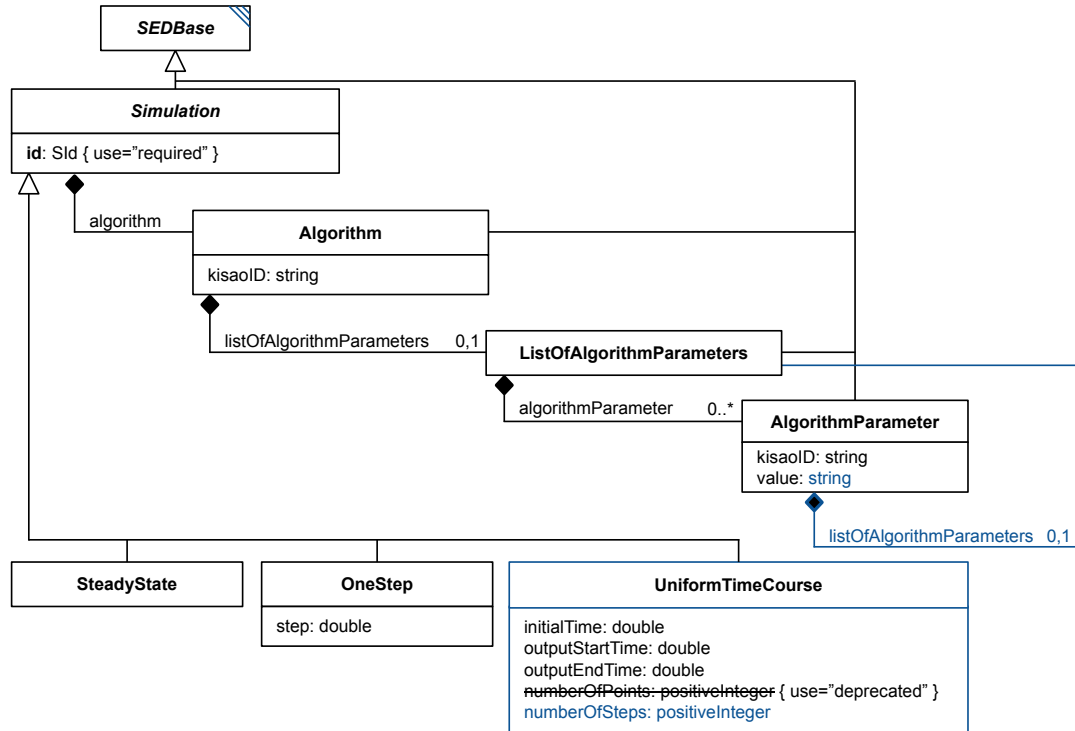 SEDBase
Simulation
id: SId { use=”required” }
algorithm
Algorithm
kisaoID: string
listOfAlgorithmParameters 0,1
ListOfAlgorithmParameters
algorithmParameter 0..*
AlgorithmParameter
kisaoID: string
value: string
listOfAlgorithmParameters 0,1
SteadyState
OneStep
step: double
UniformTimeCourse
initialTime: double
outputStartTime: double
outputEndTime: double
numberOfPoints: positiveInteger { use=”deprecated” }
numberOfSteps: positiveInteger